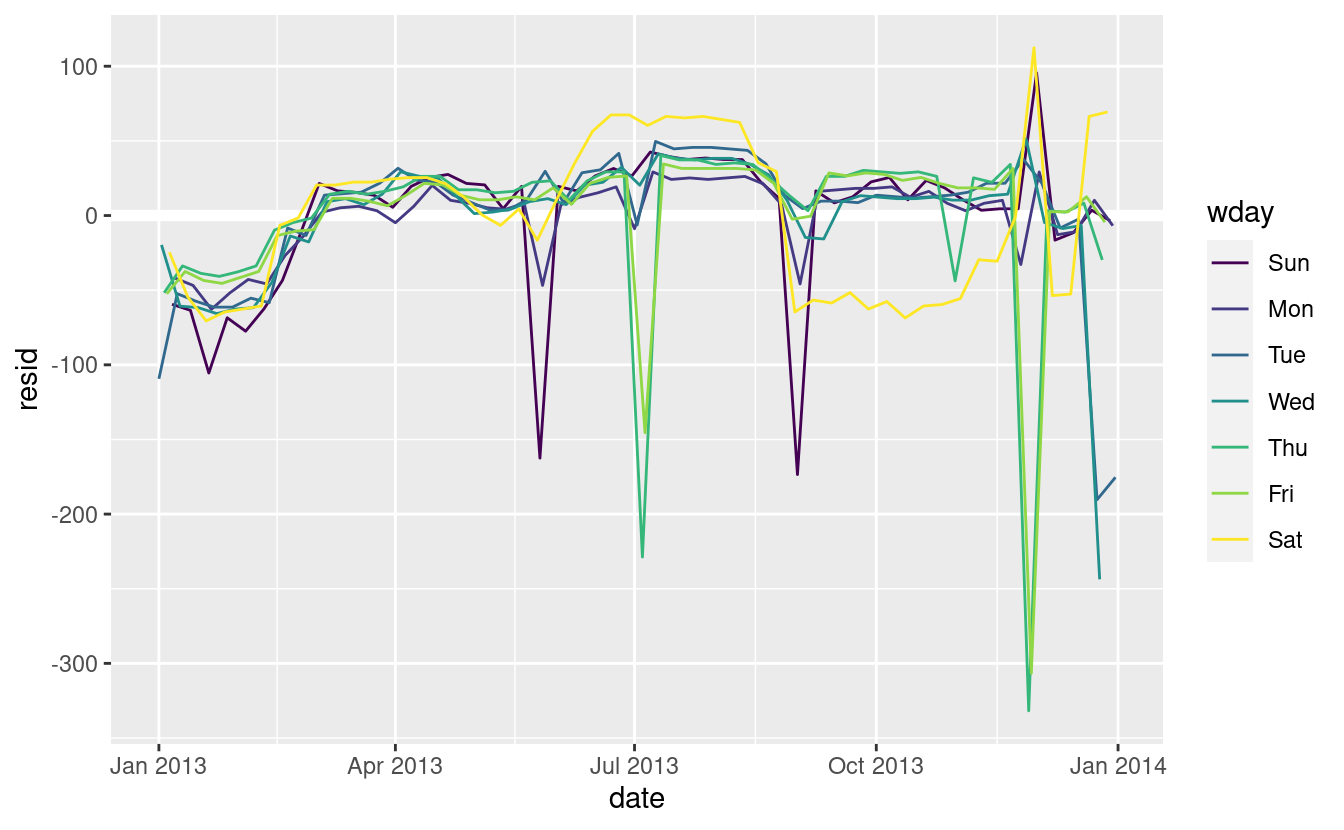 100
0
-100
-200
-300
resid
Jan 2013
Apr 2013
Jul 2013
Oct 2013
Jan 2014
date
wday
Sun
Mon
Tue
Wed
Thu
Fri
Sat